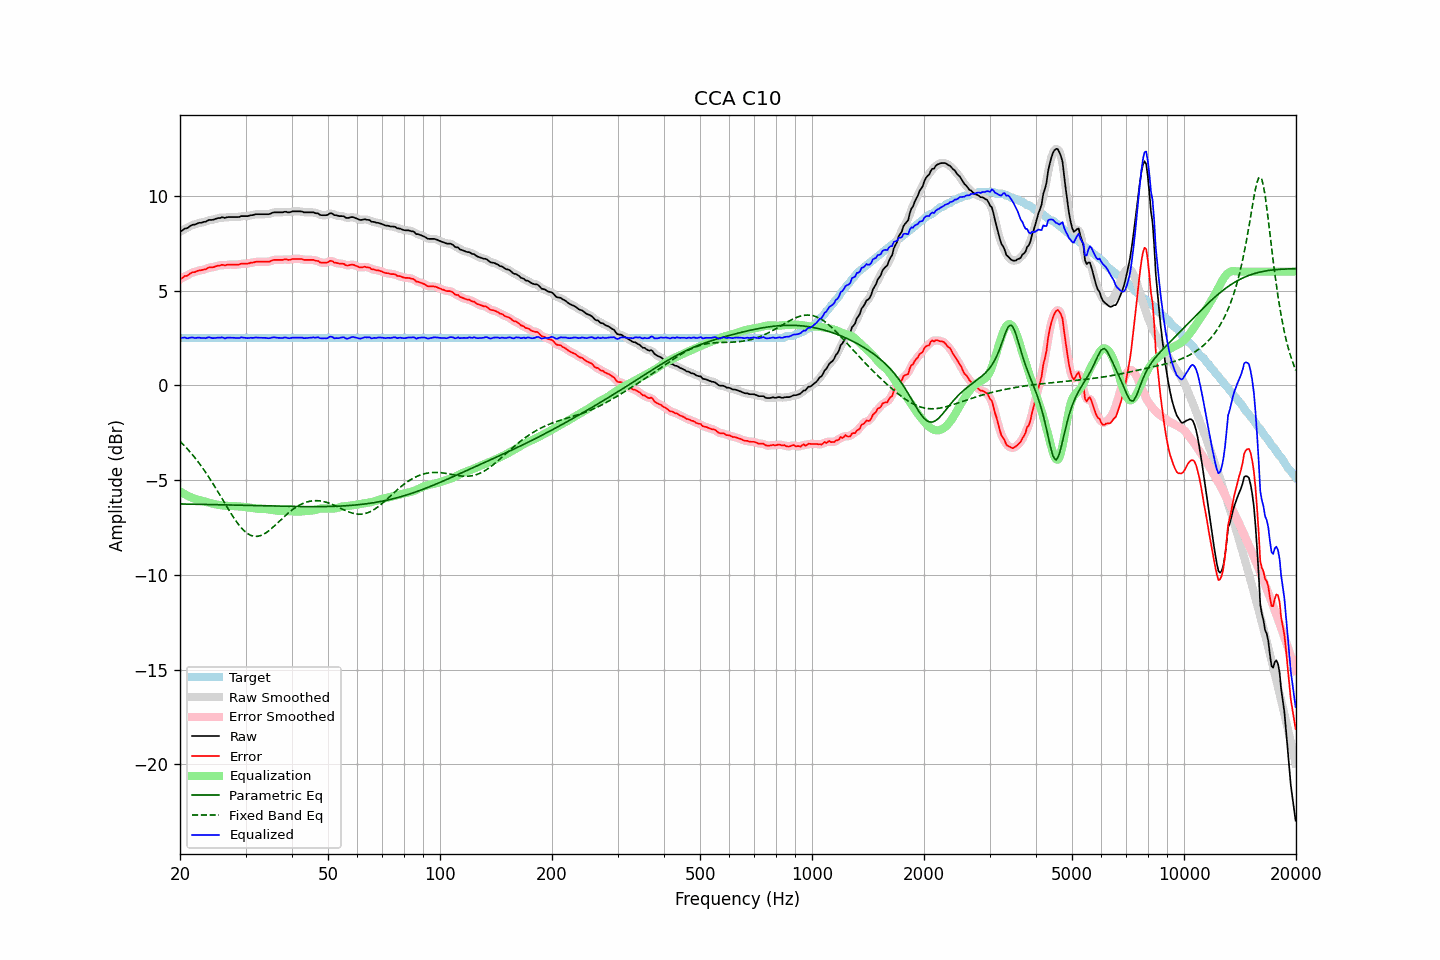 CCA C10
Amplitude (dBr)
10
5
0
−5
−10
−15
−20
Target
Raw Smoothed
Error Smoothed
Raw
Error
Equalization
Parametric Eq
Fixed Band Eq
Equalized
20 50 100 200 500 1000 2000 5000 10000 20000
Frequency (Hz)